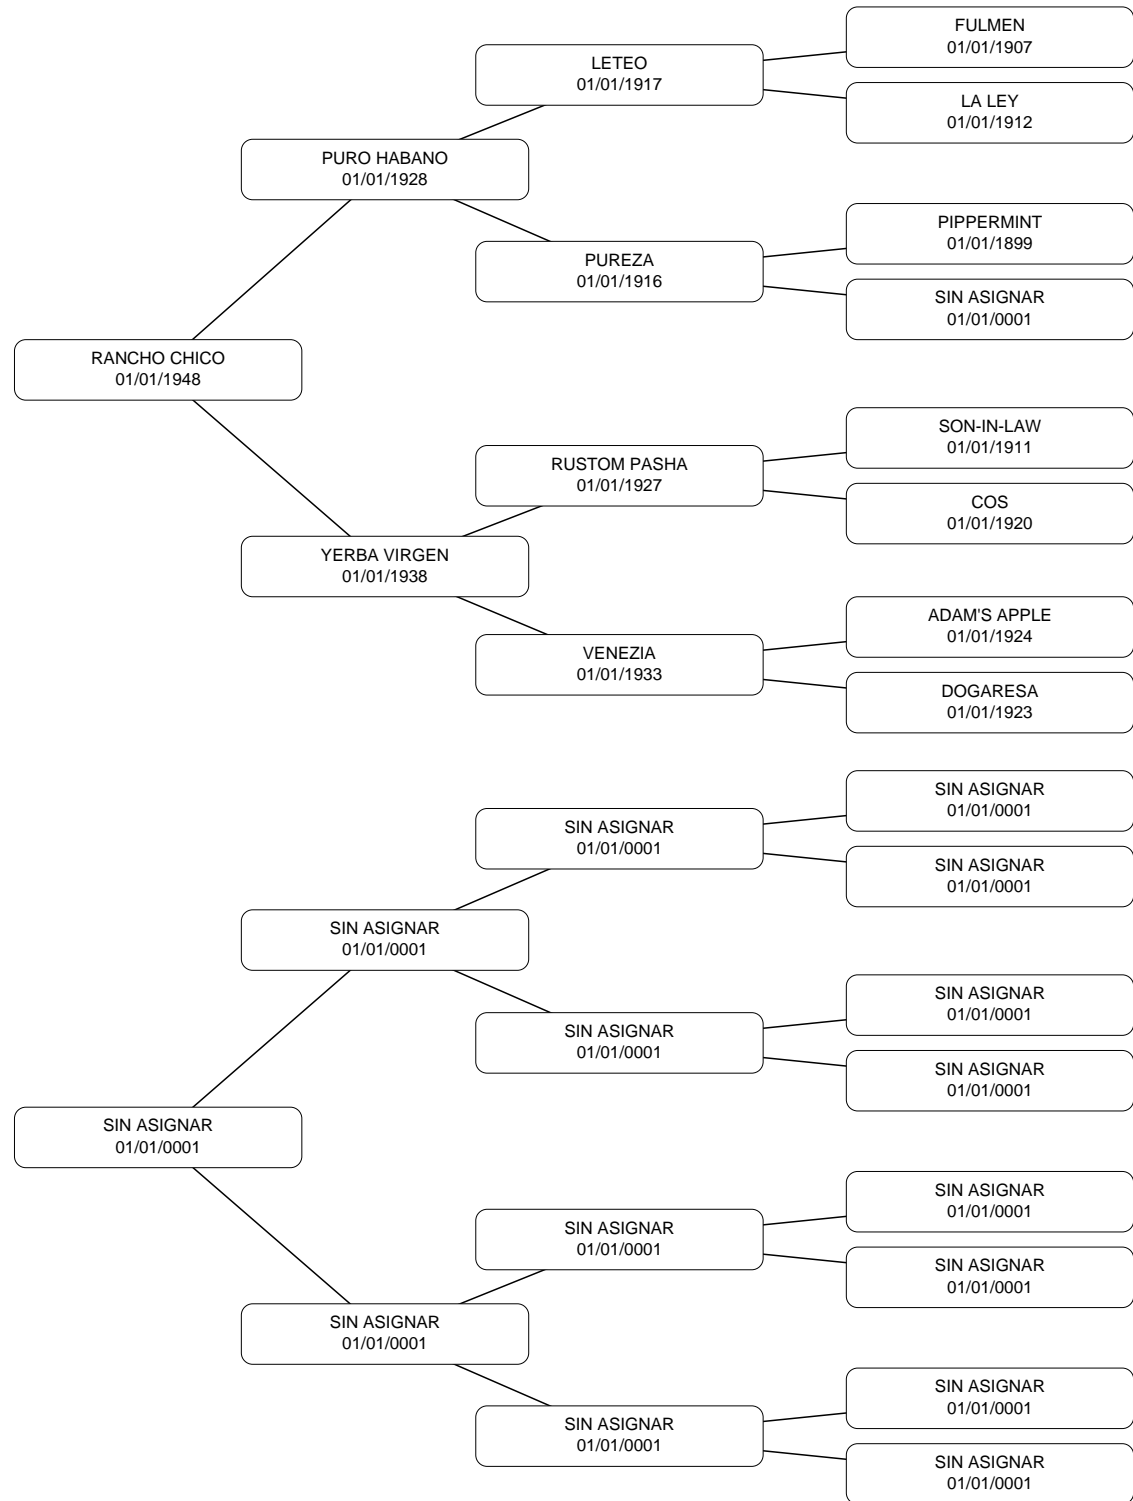 FULMEN
01/01/1907
LETEO
01/01/1917
LA LEY
01/01/1912
PURO HABANO
01/01/1928
PIPPERMINT
01/01/1899
PUREZA
01/01/1916
SIN ASIGNAR
01/01/0001
RANCHO CHICO
01/01/1948
SON-IN-LAW
01/01/1911
RUSTOM PASHA
01/01/1927
COS
01/01/1920
YERBA VIRGEN
01/01/1938
ADAM'S APPLE
01/01/1924
VENEZIA
01/01/1933
DOGARESA
01/01/1923
SIN ASIGNAR
01/01/0001
SIN ASIGNAR
01/01/0001
SIN ASIGNAR
01/01/0001
SIN ASIGNAR
01/01/0001
SIN ASIGNAR
01/01/0001
SIN ASIGNAR
01/01/0001
SIN ASIGNAR
01/01/0001
SIN ASIGNAR
01/01/0001
SIN ASIGNAR
01/01/0001
SIN ASIGNAR
01/01/0001
SIN ASIGNAR
01/01/0001
SIN ASIGNAR
01/01/0001
SIN ASIGNAR
01/01/0001
SIN ASIGNAR
01/01/0001
SIN ASIGNAR
01/01/0001